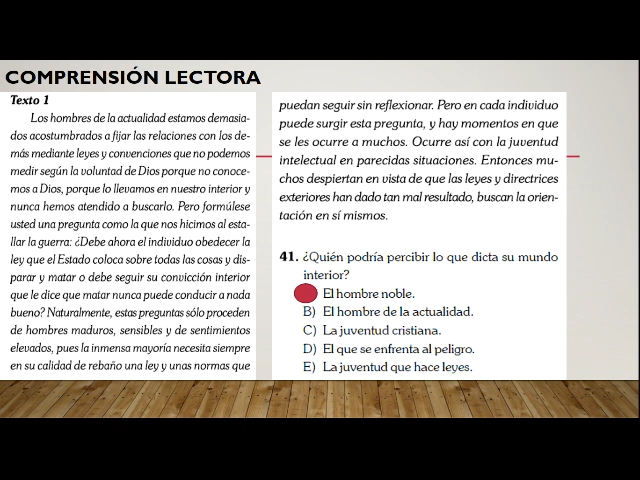 COMPRENSIÓN LECTORA
Texto 1
Los hombres de la actualidad estamos demasia-
dos acostumbrados a fijar las relaciones con los de-
más mediante leyes y convenciones que no podemos
medir según la voluntad de Dios porque no conoce-
mos a Dios, porque lo llevamos en nuestro interior y
nunca hemos atendido a buscarlo. Pero formúlese
usted una pregunta como la que nos hicimos al esta-
llar la guerra: ¿Debe ahora el individuo obedecer la
ley que el Estado coloca sobre todas las cosas y dis-
parar y matar o debe seguir su convicción interior
que le dice que matar nunca puede conducir a nada
bueno? Naturalmente, estas preguntas sólo proceden
de hombres maduros, sensibles y de sentimientos
elevados, pues la inmensa mayoría necesita siempre
en su calidad de rebaño una ley y unas normas que
puedan seguir sin reflexionar. Pero en cada individuo
puede surgir esta pregunta, y hay momentos en que
se les ocurre a muchos. Ocurre así con la juventud
intelectual en parecidas situaciones. Entonces mu-
chos despiertan en vista de que las leyes y directrices
exteriores han dado tan mal resultado, buscan la orien-
tación en sí mismos.
41. ¿Quién podría percibir lo que dicta su mundo
interior?
El hombre noble.
B) El hombre de la actualidad.
C) La juventud cristiana.
D) El que se enfrenta al peligro.
E) La juventud que hace leyes.